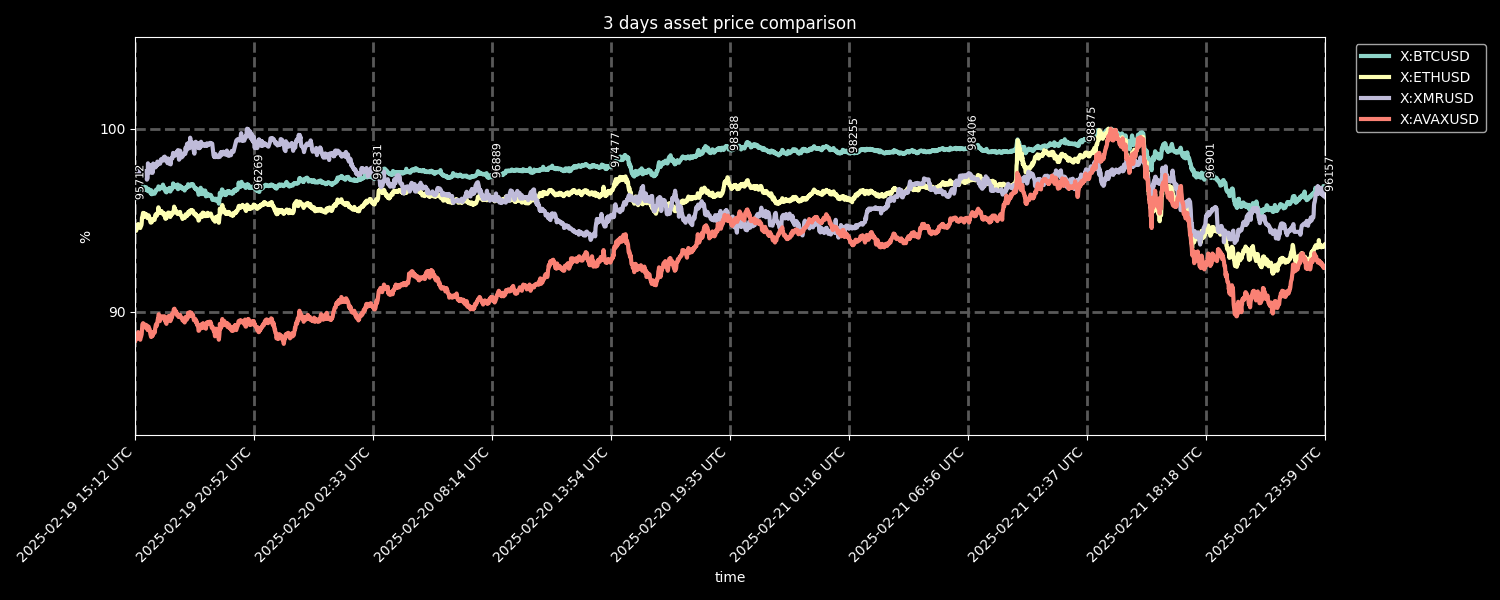 3 days asset price comparison
X:BTCUSD
X:ETHUSD
X:XMRUSD
X:AVAXUSD
100
90
%
96269
96831
96889
97477
98388
98255
98406
98875
96901
96157
2025-02-19 15:12 UTC
2025-02-19 20:52 UTC
2025-02-20 02:33 UTC
2025-02-20 08:14 UTC
2025-02-20 13:54 UTC
2025-02-20 19:35 UTC
2025-02-21 01:16 UTC
2025-02-21 06:56 UTC
2025-02-21 12:37 UTC
2025-02-21 18:18 UTC
2025-02-21 23:59 UTC
time